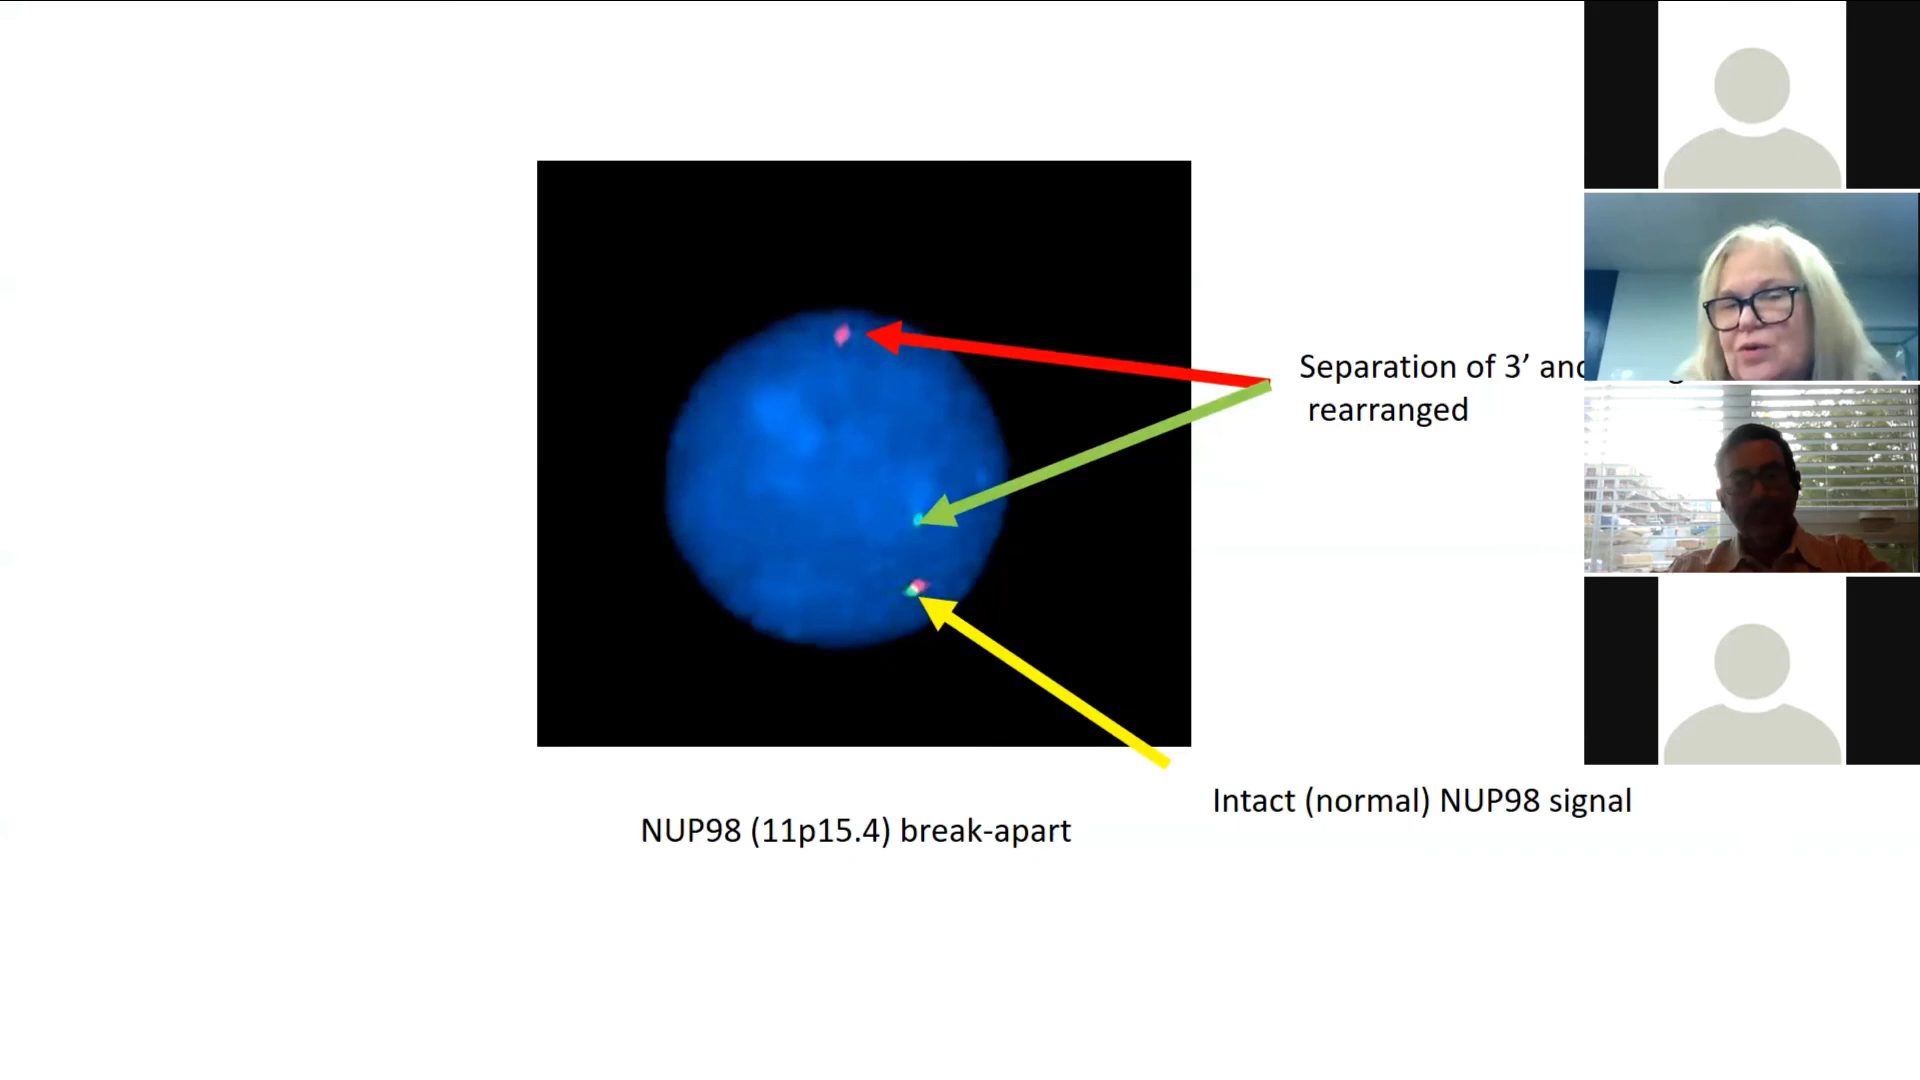 Separation of 3’ and
rearranged
Intact (normal) NUP98 signal
NUP98 (11p15.4) break-apart